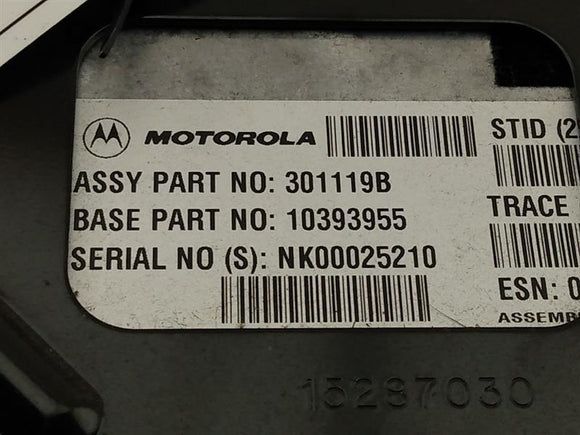 MOTOROLA
STID (2
ASSY PART NO: 301119B
BASE PART NO: 10393955
TRACE
SERIAL NO (S): NK00025210
ESN: 0
ASSEMB
15287030